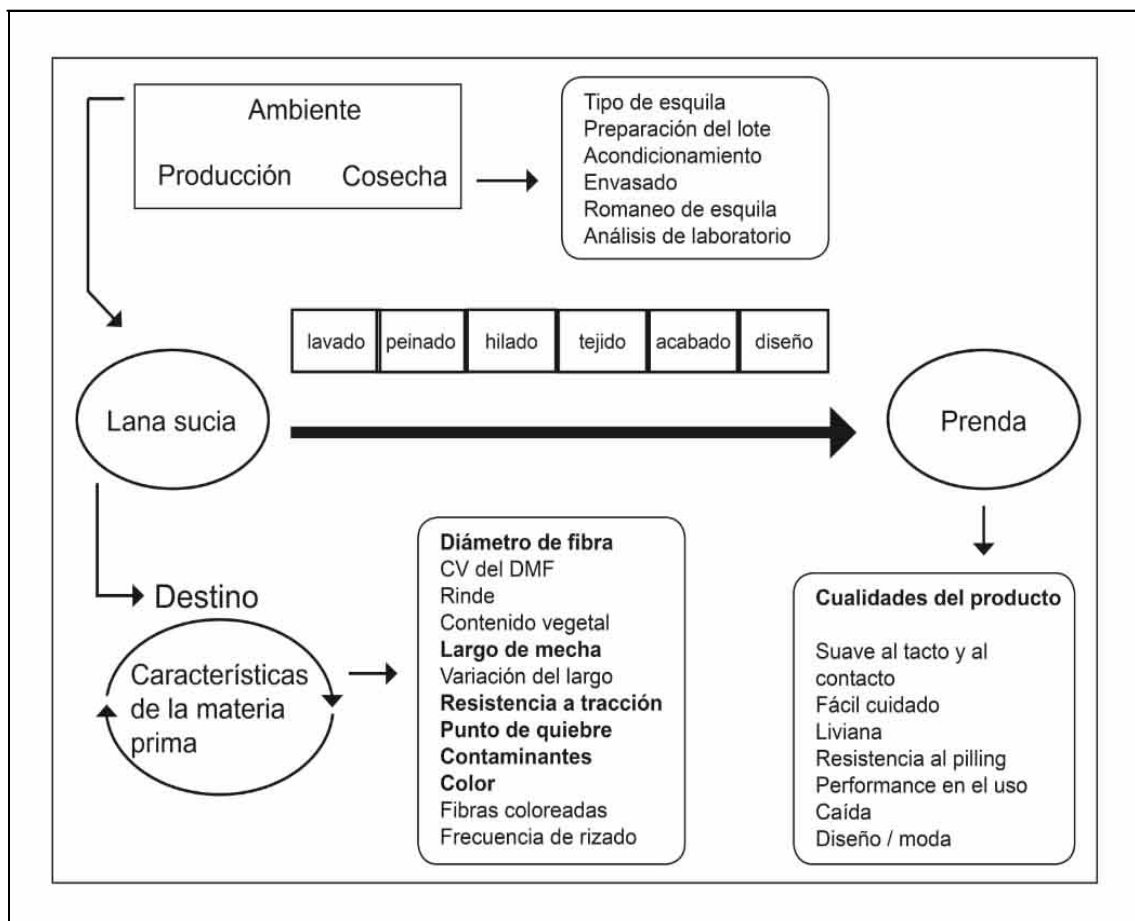 Ambiente
Producción Cosecha
Tipo de esquila
Preparación del lote
Acondicionamiento
Envasado
Romaneo de esquila
Análisis de laboratorio
lavado peinado hilado tejido acabado diseño
Lana sucia
Prenda
Destino
Características
de la materia
prima
Diámetro de fibra
CV del DMF
Rinde
Contenido vegetal
Largo de mecha
Variación del largo
Resistencia a tracción
Punto de quiebre
Contaminantes
Color
Fibras coloreadas
Frecuencia de rizado
Cualidades del producto
Suave al tacto y al
contacto
Fácil cuidado
Liviana
Resistencia al pilling
Performance en el uso
Caída
Diseño / moda